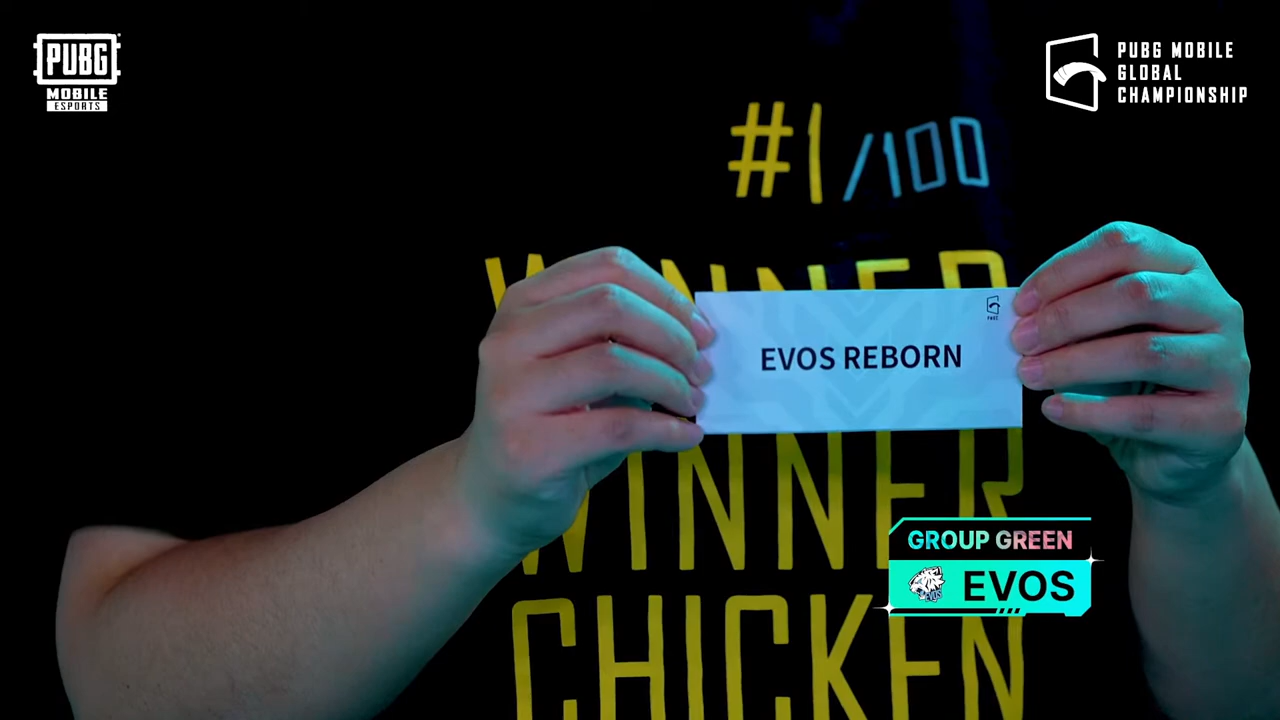 PUBG
MOBILE
ESPORTS
PUBG MOBILE
GLOBAL
CHAMPIONSHIP
#1/100
WINNER
EVOS REBORN
WINNER
CHICKEN
GROUP GREEN
EVOS